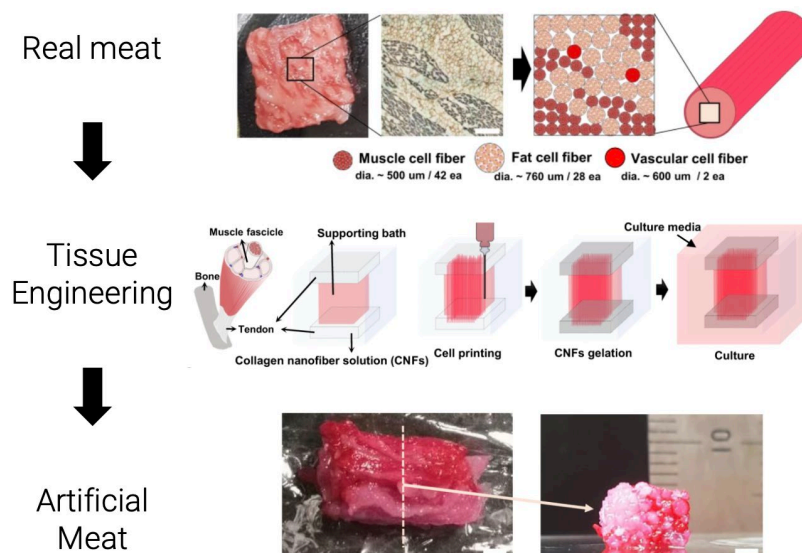 Real meat
Muscle cell fiber
dia. ~ 500 um / 42 ea
Fat cell fiber
dia. ~ 760 um / 28 ea
Vascular cell fiber
dia. ~ 600 um / 2 ea
Tissue
Engineering
Muscle fascicle
Bone
Tendon
Supporting bath
Collagen nanofiber solution (CNFs)
Cell printing
CNFs gelation
Culture media
Culture
Artificial
Meat